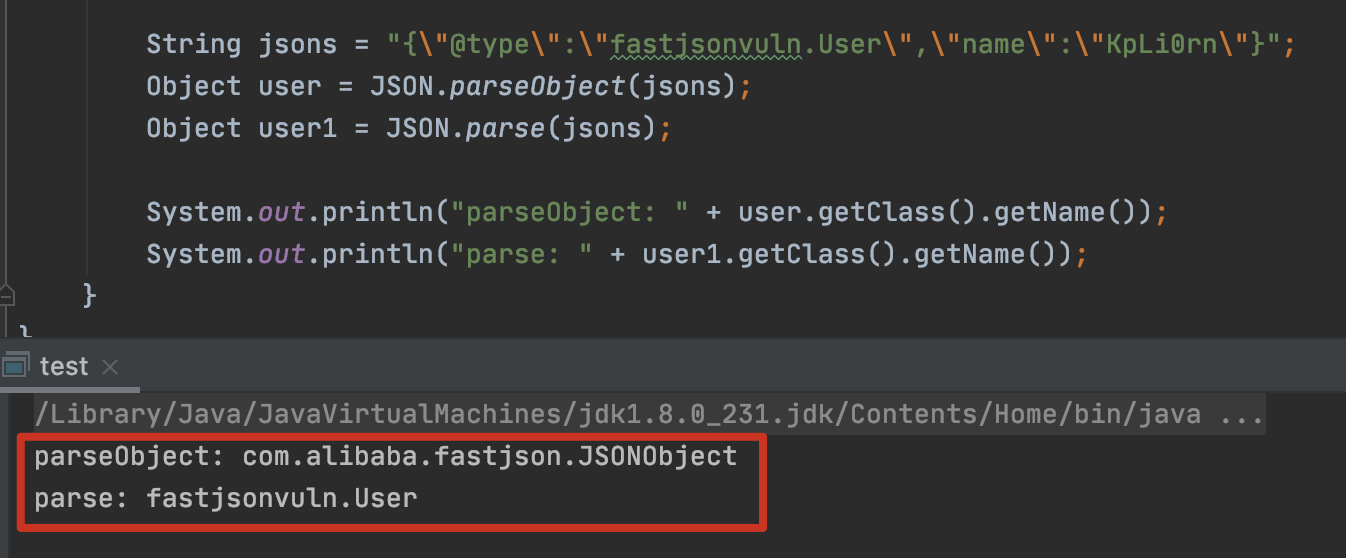 String jsons = "{\"@type\":\"fastjsonvuln.User\",\"name\":\"KpLi0rn\"}";
Object user = JSON.parseObject(jsons);
Object user1 = JSON.parse(jsons);
System.out.println("parseObject: " + user.getClass().getName());
System.out.println("parse: " + user1.getClass().getName());
}
}
test
/Library/Java/JavaVirtualMachines/jdk1.8.0_231.jdk/Contents/Home/bin/java ...
parseObject: com.alibaba.fastjson.JSONObject
parse: fastjsonvuln.User